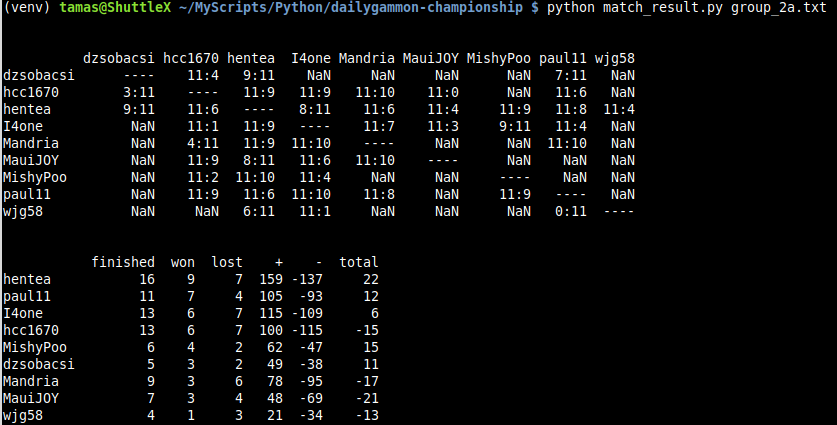 (venv) tamas@ShuttleX ~/MyScripts/Python/dailygammon-championship $ python match_result.py group_2a.txt
dzsobacsi hcc1670 hentea I4one Mandria MauiJOY MishyPoo paul11 wjg58
dzsobacsi ---- 11:4 9:11 NaN NaN NaN NaN 7:11 NaN
hcc1670 3:11 ---- 11:9 11:9 11:10 11:0 NaN 11:6 NaN
hentea 9:11 11:6 ---- 8:11 11:6 11:4 11:9 11:8 11:4
I4one NaN 11:1 11:9 ---- 11:7 11:3 9:11 11:4 NaN
Mandria NaN 4:11 11:9 11:10 ---- NaN NaN 11:10 NaN
MauiJOY NaN 11:9 8:11 11:6 11:10 ---- NaN NaN NaN
MishyPoo NaN 11:2 11:10 11:4 NaN NaN ---- NaN NaN
paul11 NaN 11:9 11:6 11:10 11:8 NaN 11:9 ---- NaN
wjg58 NaN NaN 6:11 11:1 NaN NaN NaN 0:11 ----
finished won lost + - total
hentea 16 9 7 159 -137 22
paul11 11 7 4 105 -93 12
I4one 13 6 7 115 -109 6
hcc1670 13 6 7 100 -115 -15
MishyPoo 6 4 2 62 -47 15
dzsobacsi 5 3 2 49 -38 11
Mandria 9 3 6 78 -95 -17
MauiJOY 7 3 4 48 -69 -21
wjg58 4 1 3 21 -34 -13